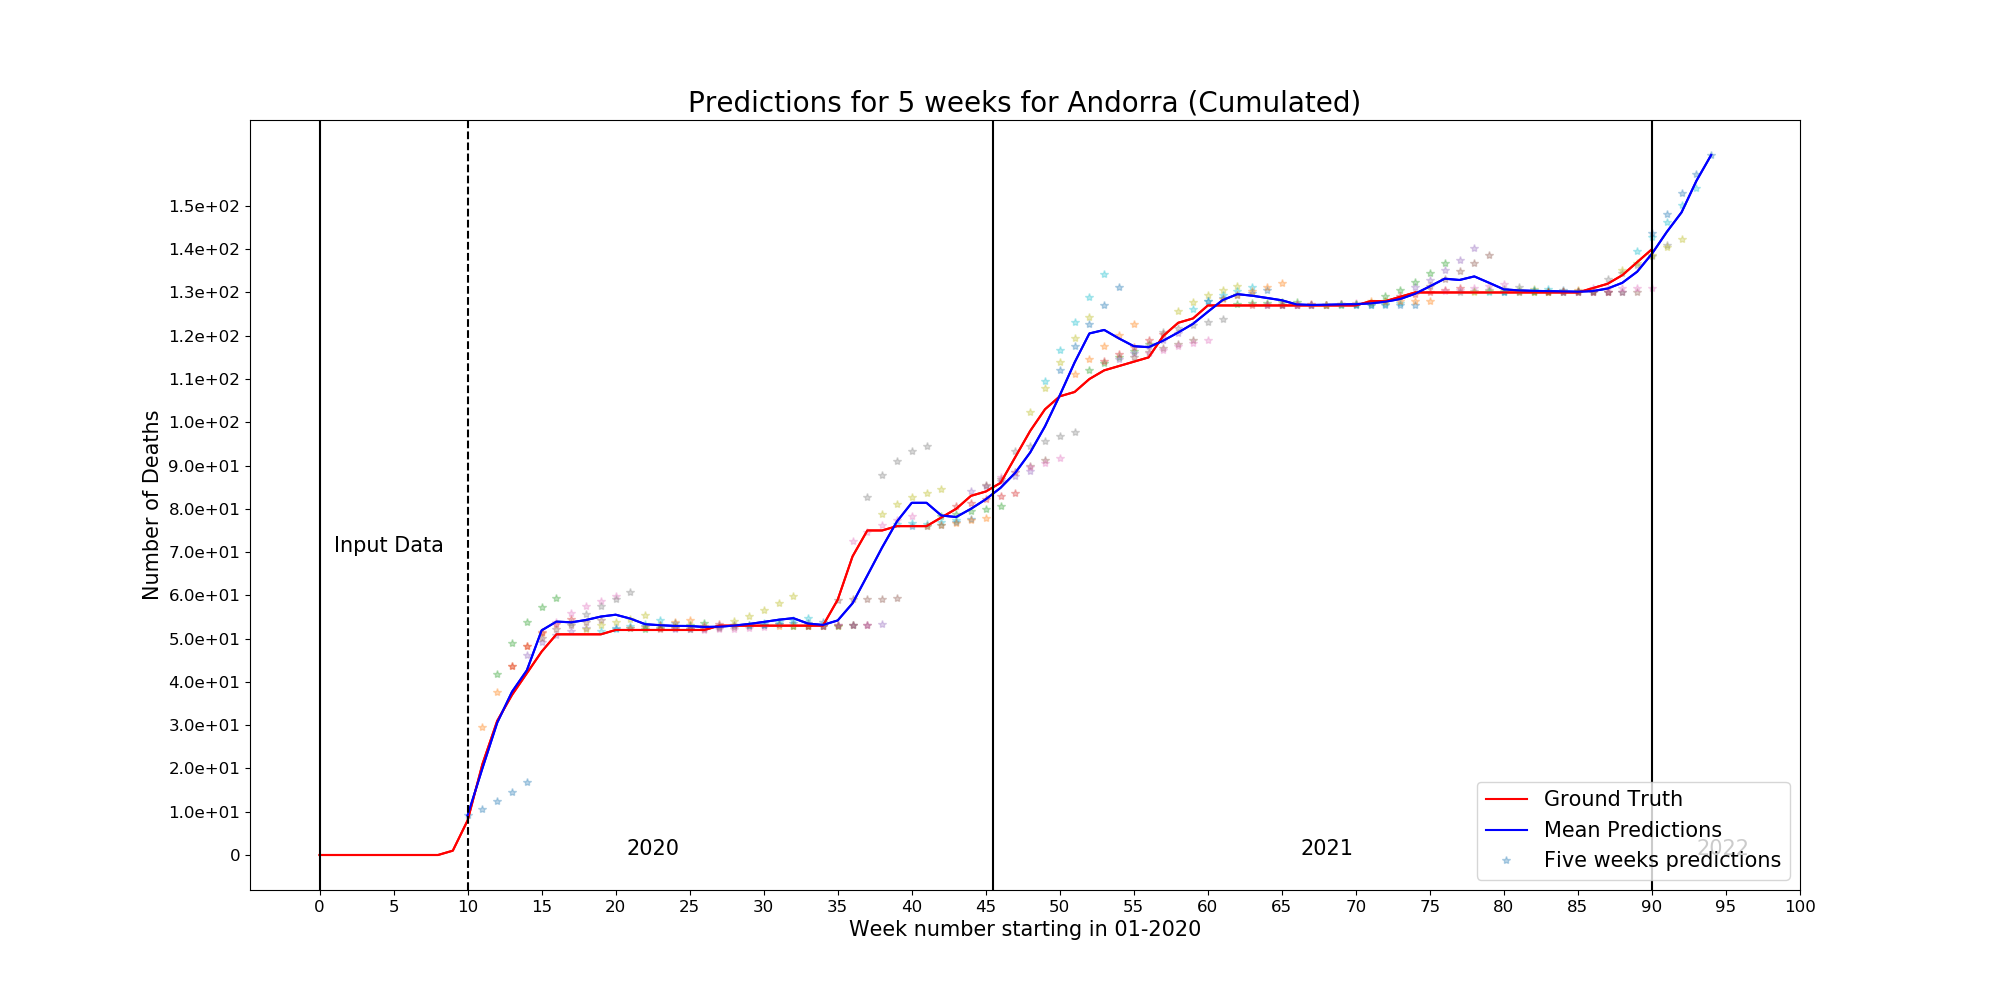 Predictions for 5 weeks for Andorra (Cumulated)
Number of Deaths
1.5e+02
1.4e+02
1.3e+02
1.2e+02
1.1e+02
1.0e+02
9.0e+01
8.0e+01
7.0e+01
6.0e+01
5.0e+01
4.0e+01
3.0e+01
2.0e+01
1.0e+01
0
Input Data
2020
2021
2022
Ground Truth
Mean Predictions
Five weeks predictions
0 5 10 15 20 25 30 35 40 45 50 55 60 65 70 75 80 85 90 95 100
Week number starting in 01-2020